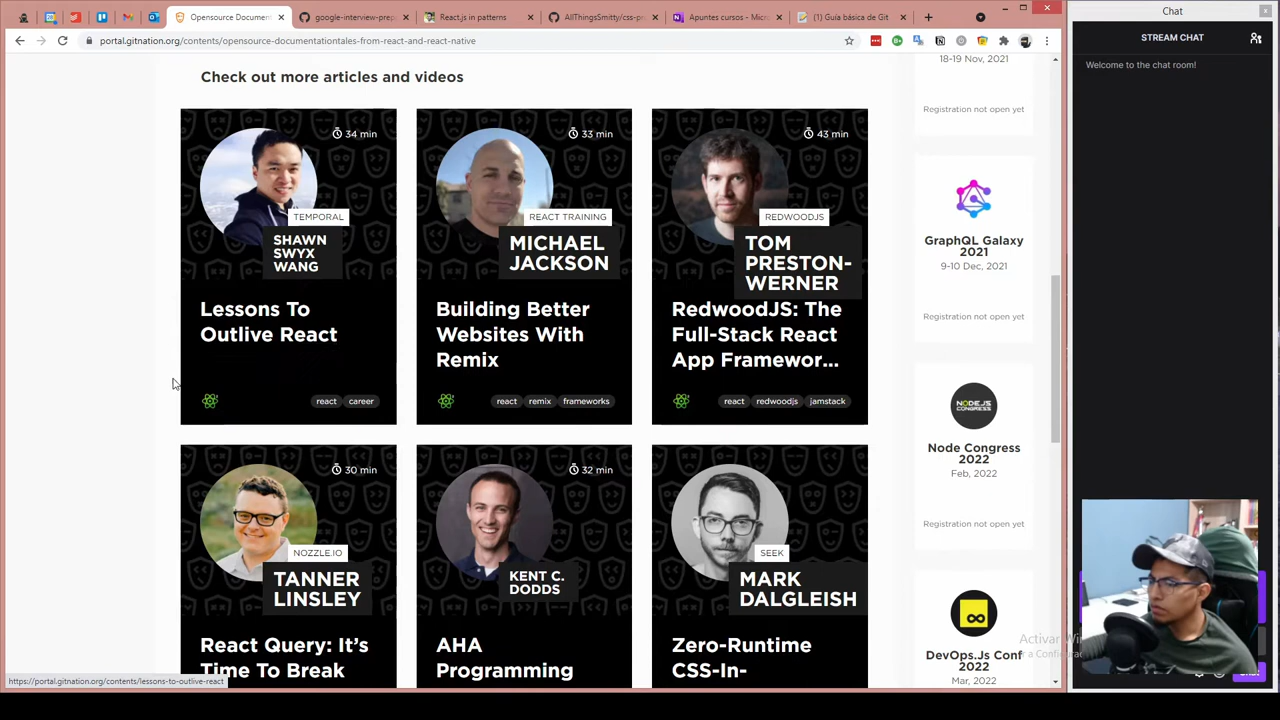 Opensource Documen
google-interview-prep
React.js in patterns
AllThingsSmitty/css-pr
Apuntes cursos - Micr
(1) Guía básica de Git
Chat
portal.gitnation.org/contents/opensource-documentationtales-from-react-and-react-native
STREAM CHAT
Welcome to the chat room!
Check out more articles and videos
18-19 Nov, 2021
Registration not open yet
34 min
TEMPORAL
SHAWN
SWYX
WANG
Lessons To
Outlive React
react career
33 min
REACT TRAINING
MICHAEL
JACKSON
Building Better
Websites With
Remix
react remix frameworks
43 min
REDWOODJS
TOM
PRESTON-
WERNER
RedwoodJS: The
Full-Stack React
App Framewor...
react redwoodjs jamstack
GraphQL Galaxy
2021
9-10 Dec, 2021
Registration not open yet
NODEJS
CONGRESS
Node Congress
2022
Feb, 2022
Registration not open yet
30 min
NOZZLE.IO
TANNER
LINSLEY
React Query: It's
Time To Break
32 min
KENT C.
DODDS
AHA
Programming
SEEK
MARK
DALGLEISH
Zero-Runtime
CSS-In-
DevOps.Js Conf
2022
Mar, 2022
Activar
https://portal.gitnation.org/contents/lessons-to-outlive-react